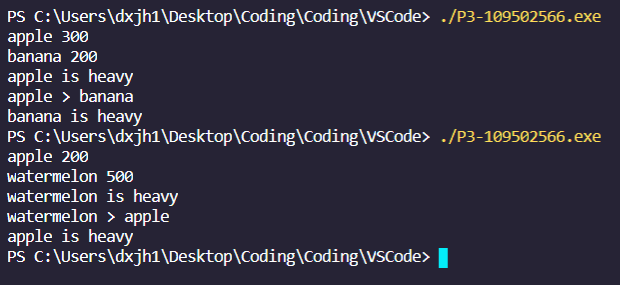 PS C:\Users\dxjh1\Desktop\Coding\Coding\VSCode> ./P3-109502566.exe
apple 300
banana 200
apple is heavy
apple > banana
banana is heavy
PS C:\Users\dxjh1\Desktop\Coding\Coding\VSCode> ./P3-109502566.exe
apple 200
watermelon 500
watermelon is heavy
watermelon > apple
apple is heavy
PS C:\Users\dxjh1\Desktop\Coding\Coding\VSCode>